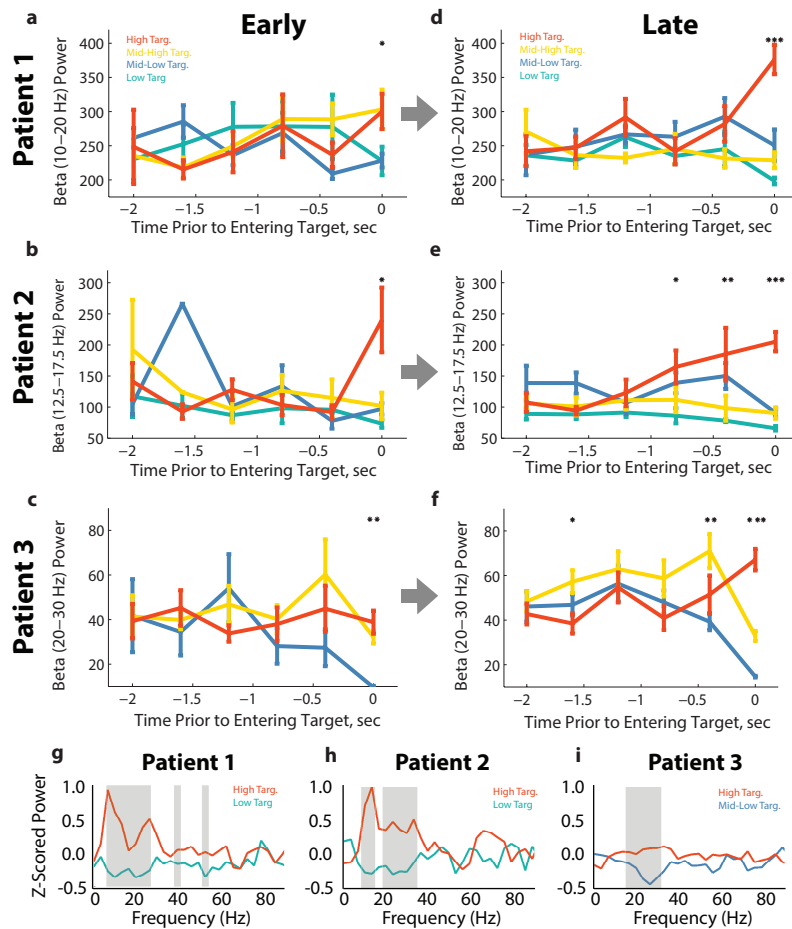 Early
Late
Patient 1
a
High Targ.
Mid-High Targ.
Mid-Low Targ.
Low Targ
*
Beta (10–20 Hz) Power
400
350
300
250
200
−2
−1.5
−1
−0.5
0
Time Prior to Entering Target, sec
d
High Targ.
Mid-High Targ.
Mid-Low Targ.
Low Targ
***
Beta (10–20 Hz) Power
400
350
300
250
200
−2
−1.5
−1
−0.5
0
Time Prior to Entering Target, sec
Patient 2
b
*
Beta (12.5–17.5 Hz) Power
300
250
200
150
100
50
−2
−1.5
−1
−0.5
0
Time Prior to Entering Target, sec
e
*
**
***
Beta (12.5–17.5 Hz) Power
300
250
200
150
100
50
−2
−1.5
−1
−0.5
0
Time Prior to Entering Target, sec
Patient 3
c
**
Beta (20–30 Hz) Power
80
60
40
20
−2
−1.5
−1
−0.5
0
Time Prior to Entering Target, sec
f
*
**
***
Beta (20–30 Hz) Power
80
60
40
20
−2
−1.5
−1
−0.5
0
Time Prior to Entering Target, sec
g
Patient 1
High Targ.
Low Targ
Z-Scored Power
1.0
0.5
0.0
-0.5
0
20
40
60
80
Frequency (Hz)
h
Patient 2
High Targ.
Low Targ
1.0
0.5
0.0
-0.5
0
20
40
60
80
Frequency (Hz)
i
Patient 3
High Targ.
Mid-Low Targ.
1.0
0.5
0.0
-0.5
0
20
40
60
80
Frequency (Hz)